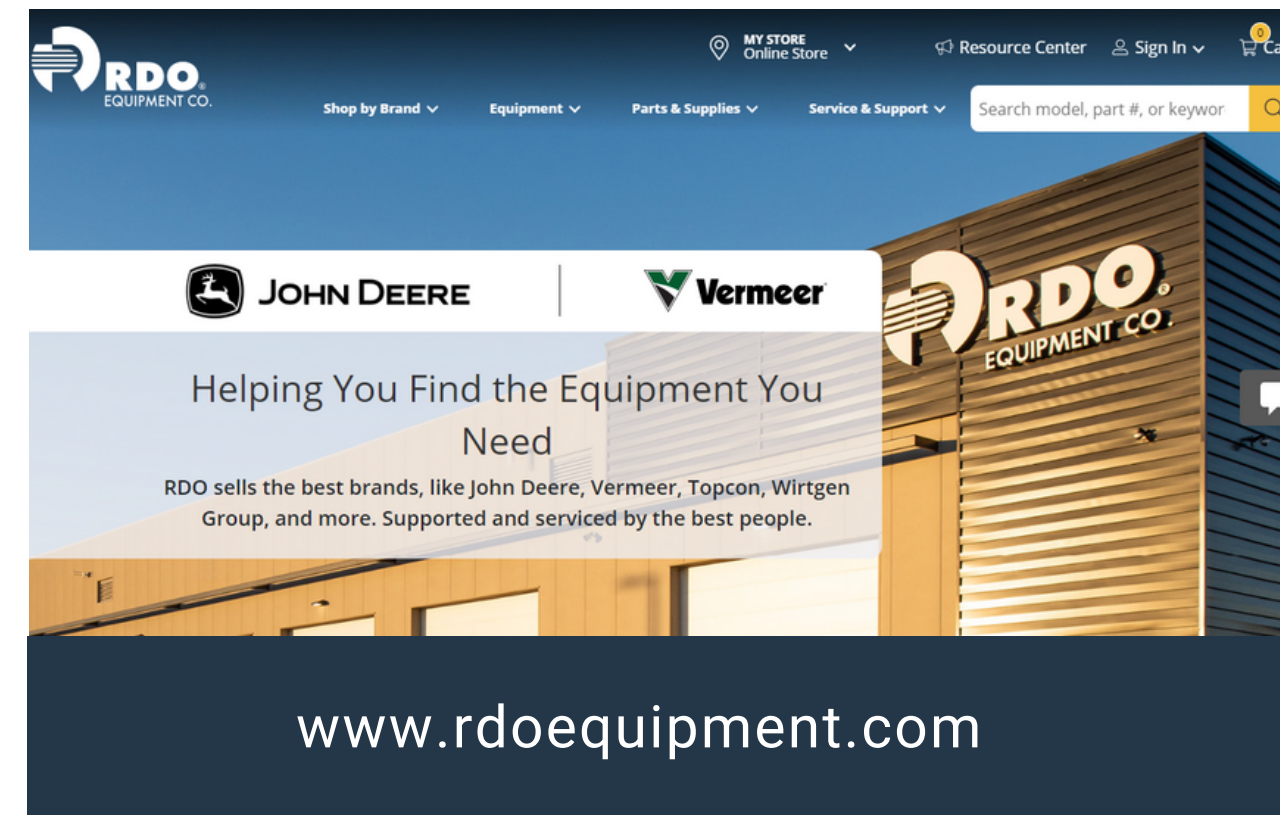 MY STORE
Online Store
Resource Center
Sign In
0
RDO®
EQUIPMENT CO.
Shop by Brand
Equipment
Parts & Supplies
Service & Support
Search model, part #, or keywor
JOHN DEERE
Vermeer
RDO®
EQUIPMENT CO.
Helping You Find the Equipment You
Need
RDO sells the best brands, like John Deere, Vermeer, Topcon, Wirtgen
Group, and more. Supported and serviced by the best people.
www.rdoequipment.com